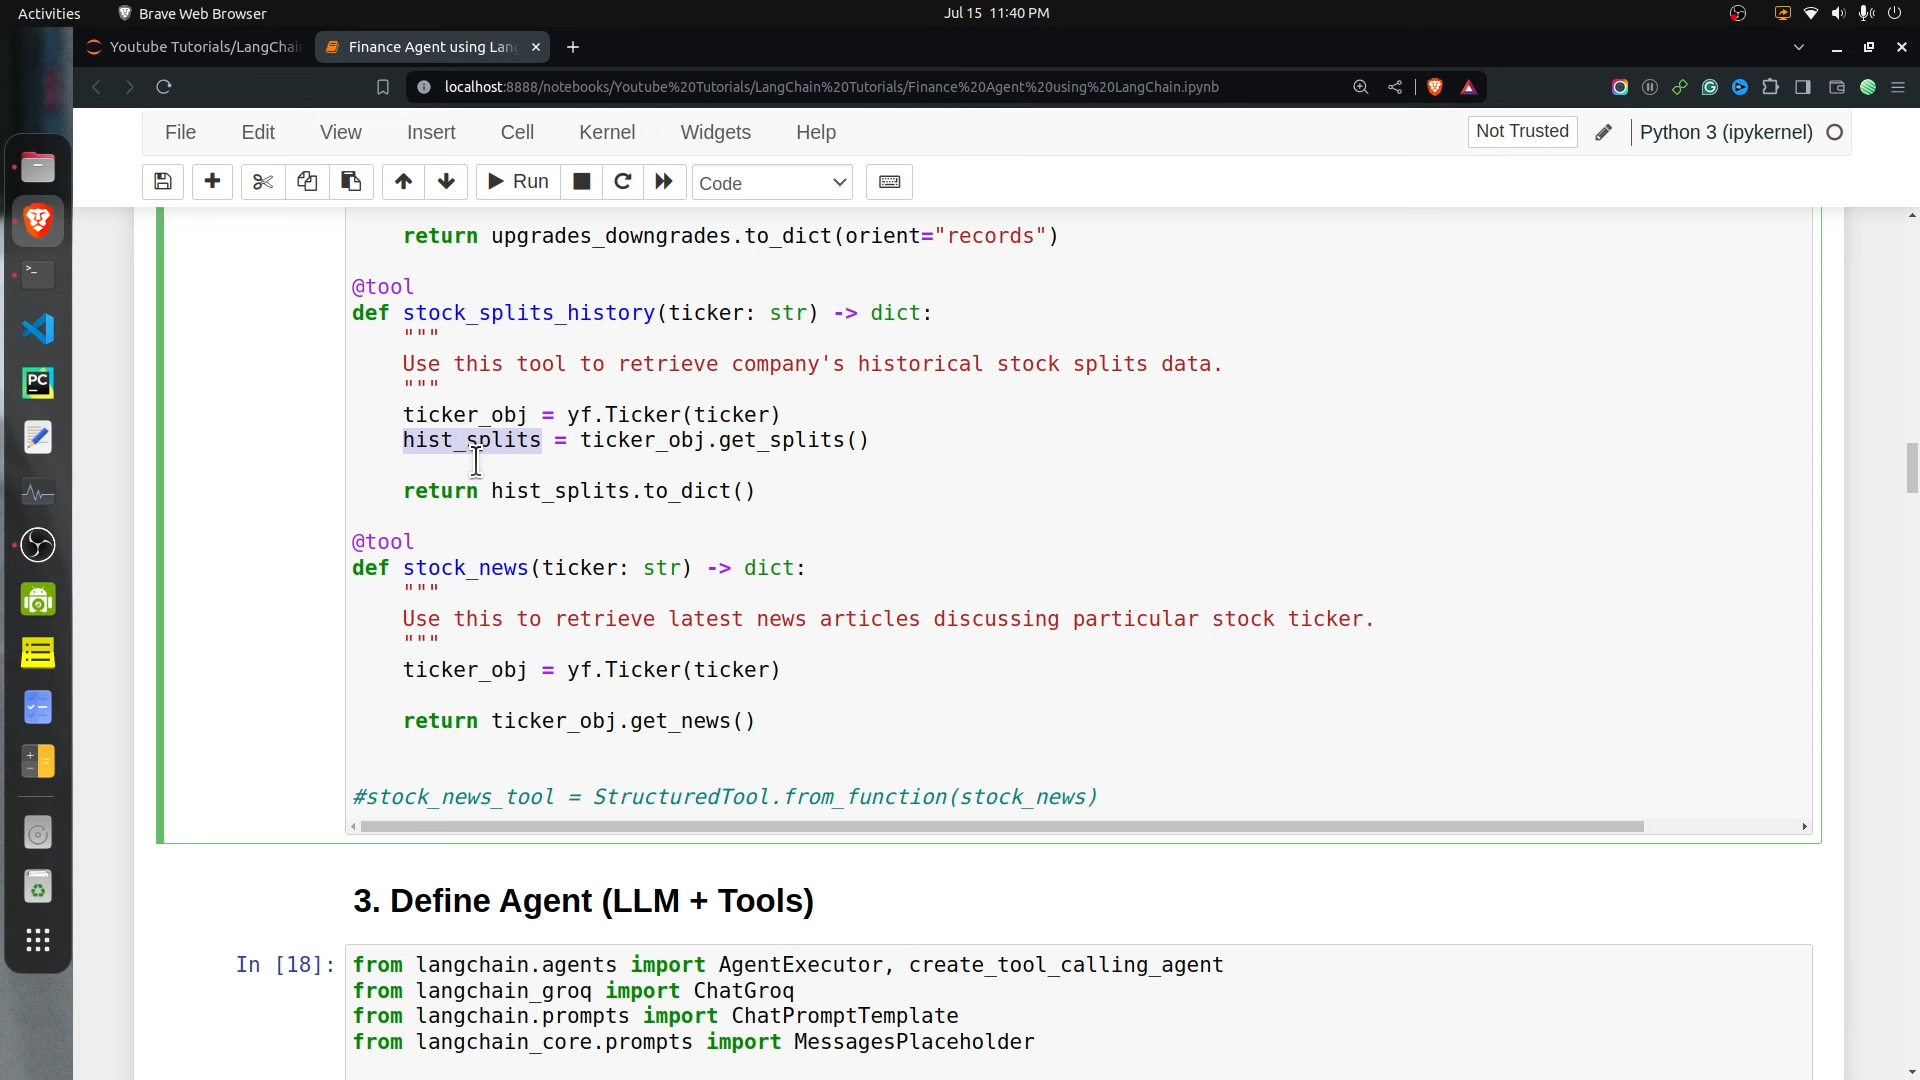 Activities
Brave Web Browser
Jul 15 11:40 PM
Youtube Tutorials/LangChai
Finance Agent using Lan
localhost:8888/notebooks/Youtube%20Tutorials/LangChain%20Tutorials/Finance%20Agent%20using%20LangChain.ipynb
File Edit View Insert Cell Kernel Widgets Help
Not Trusted
Python 3 (ipykernel)
Run
Code
return upgrades_downgrades.to_dict(orient="records")
@tool
def stock_splits_history(ticker: str) -> dict:
"""
Use this tool to retrieve company's historical stock splits data.
"""
ticker_obj = yf.Ticker(ticker)
hist_splits = ticker_obj.get_splits()
return hist_splits.to_dict()
@tool
def stock_news(ticker: str) -> dict:
"""
Use this to retrieve latest news articles discussing particular stock ticker.
"""
ticker_obj = yf.Ticker(ticker)
return ticker_obj.get_news()
#stock_news_tool = StructuredTool.from_function(stock_news)
3. Define Agent (LLM + Tools)
In [18]:
from langchain.agents import AgentExecutor, create_tool_calling_agent
from langchain_groq import ChatGroq
from langchain.prompts import ChatPromptTemplate
from langchain_core.prompts import MessagesPlaceholder
PC